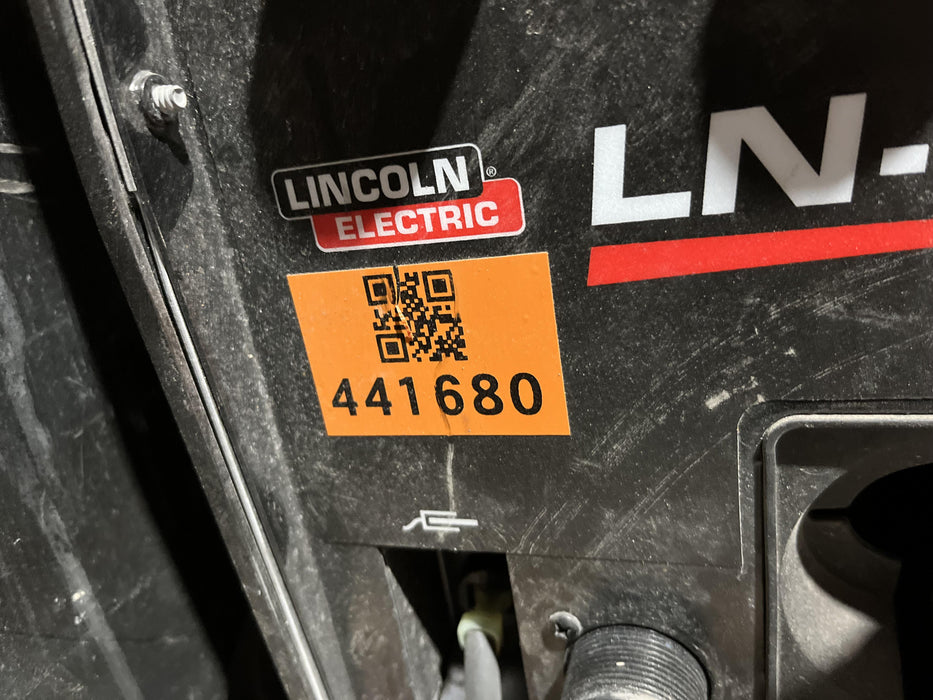 LINCOLN ®
ELECTRIC
LN-
441680